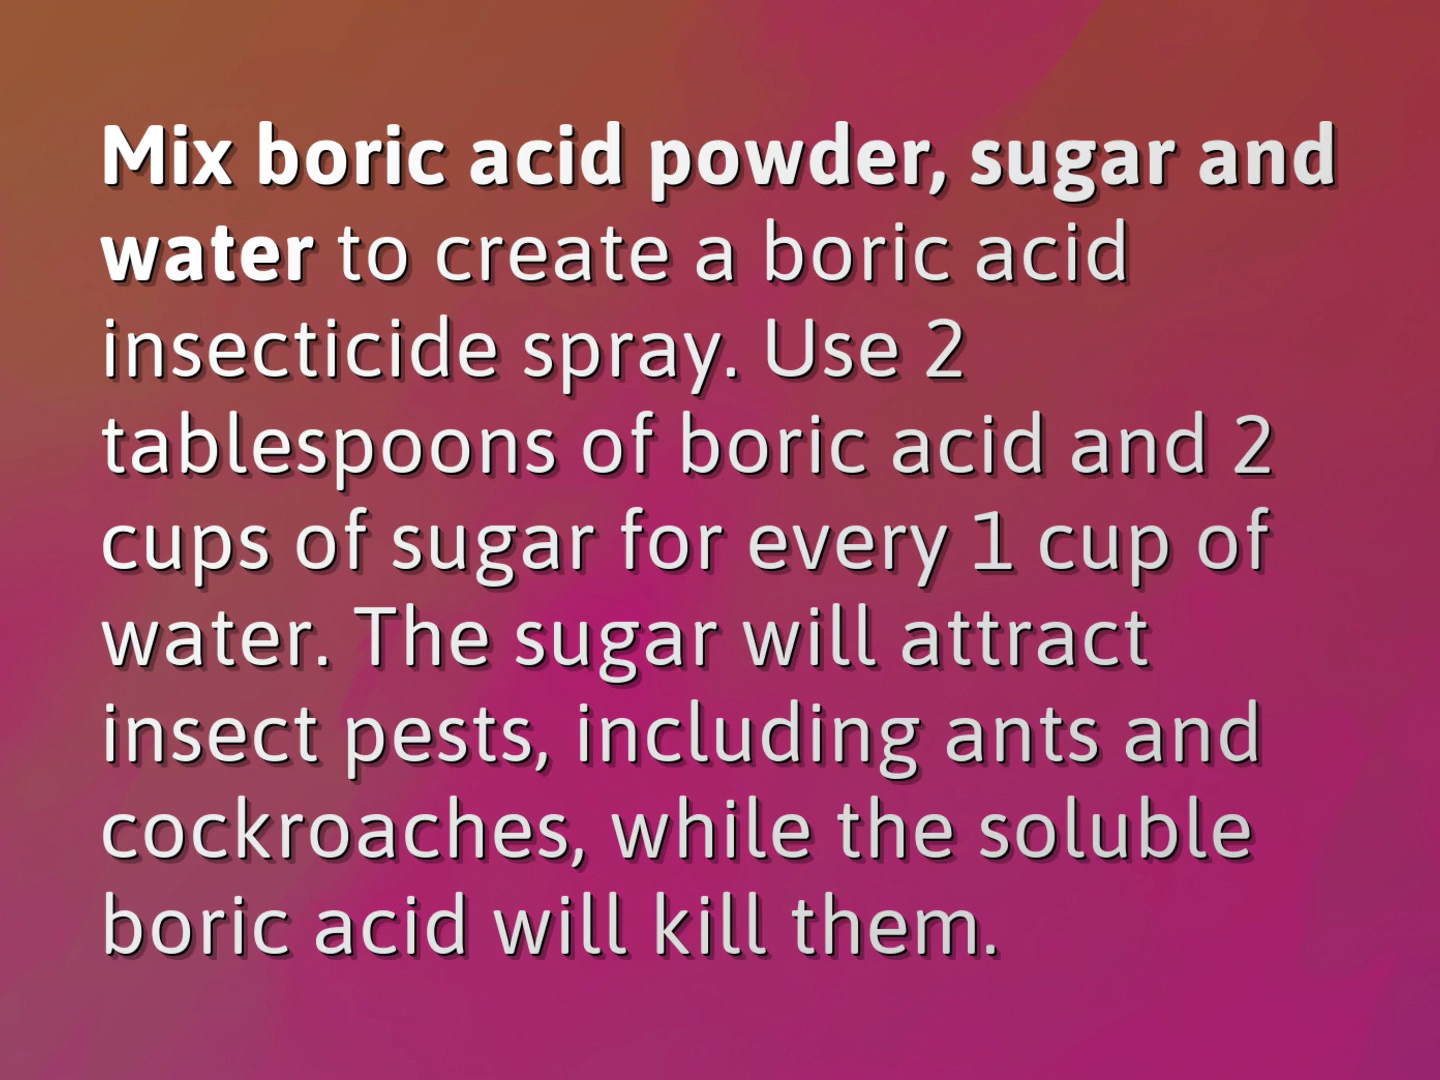 Mix boric acid powder, sugar and
water to create a boric acid
insecticide spray. Use 2
tablespoons of boric acid and 2
cups of sugar for every 1 cup of
water. The sugar will attract
insect pests, including ants and
cockroaches, while the soluble
boric acid will kill them.